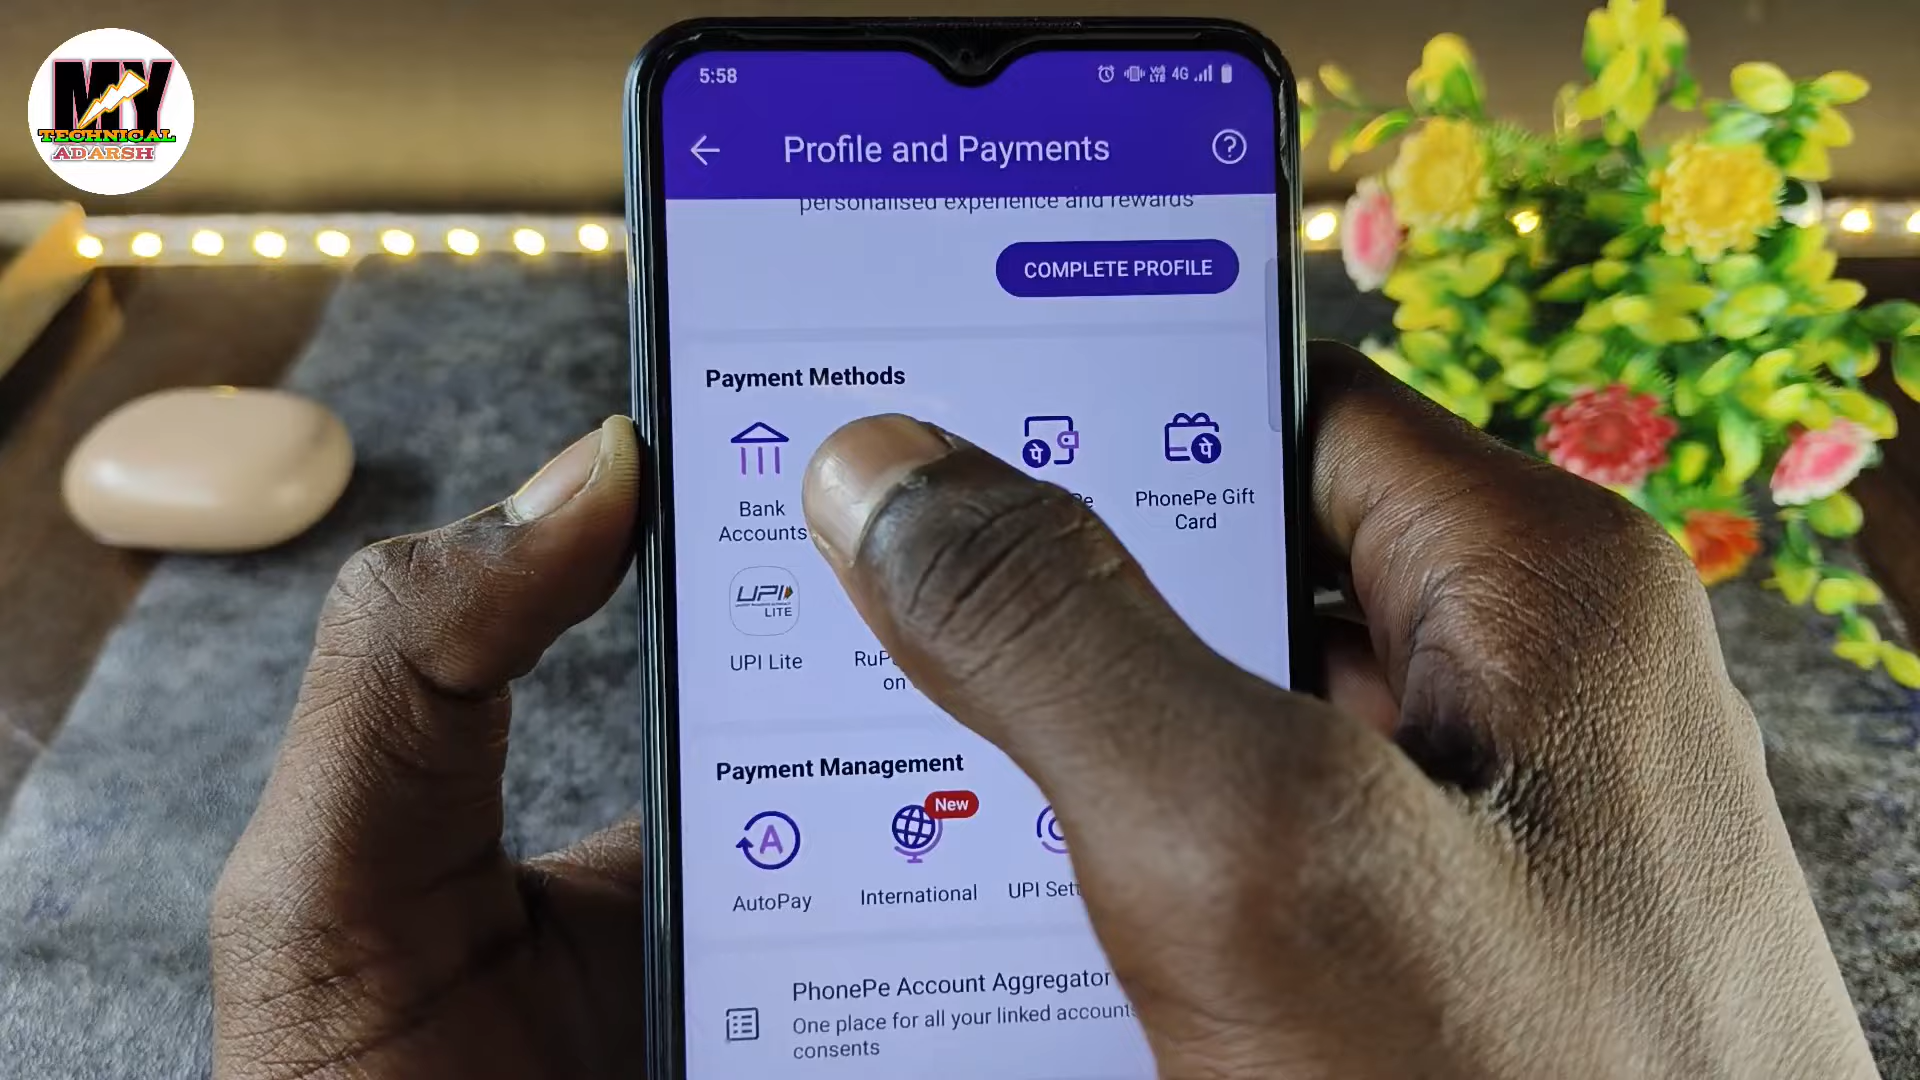 MY
TECHNICAL
ADARSH
5:58
4G
Profile and Payments
?
personalised experience and rewards
COMPLETE PROFILE
Payment Methods
Bank
Accounts
पे
पे
PhonePe Gift
Card
UPI
LITE
UPI Lite
on
Payment Management
New
A
AutoPay
International
UPI
PhonePe Account Aggregator
One place for all your linked accounts
consents